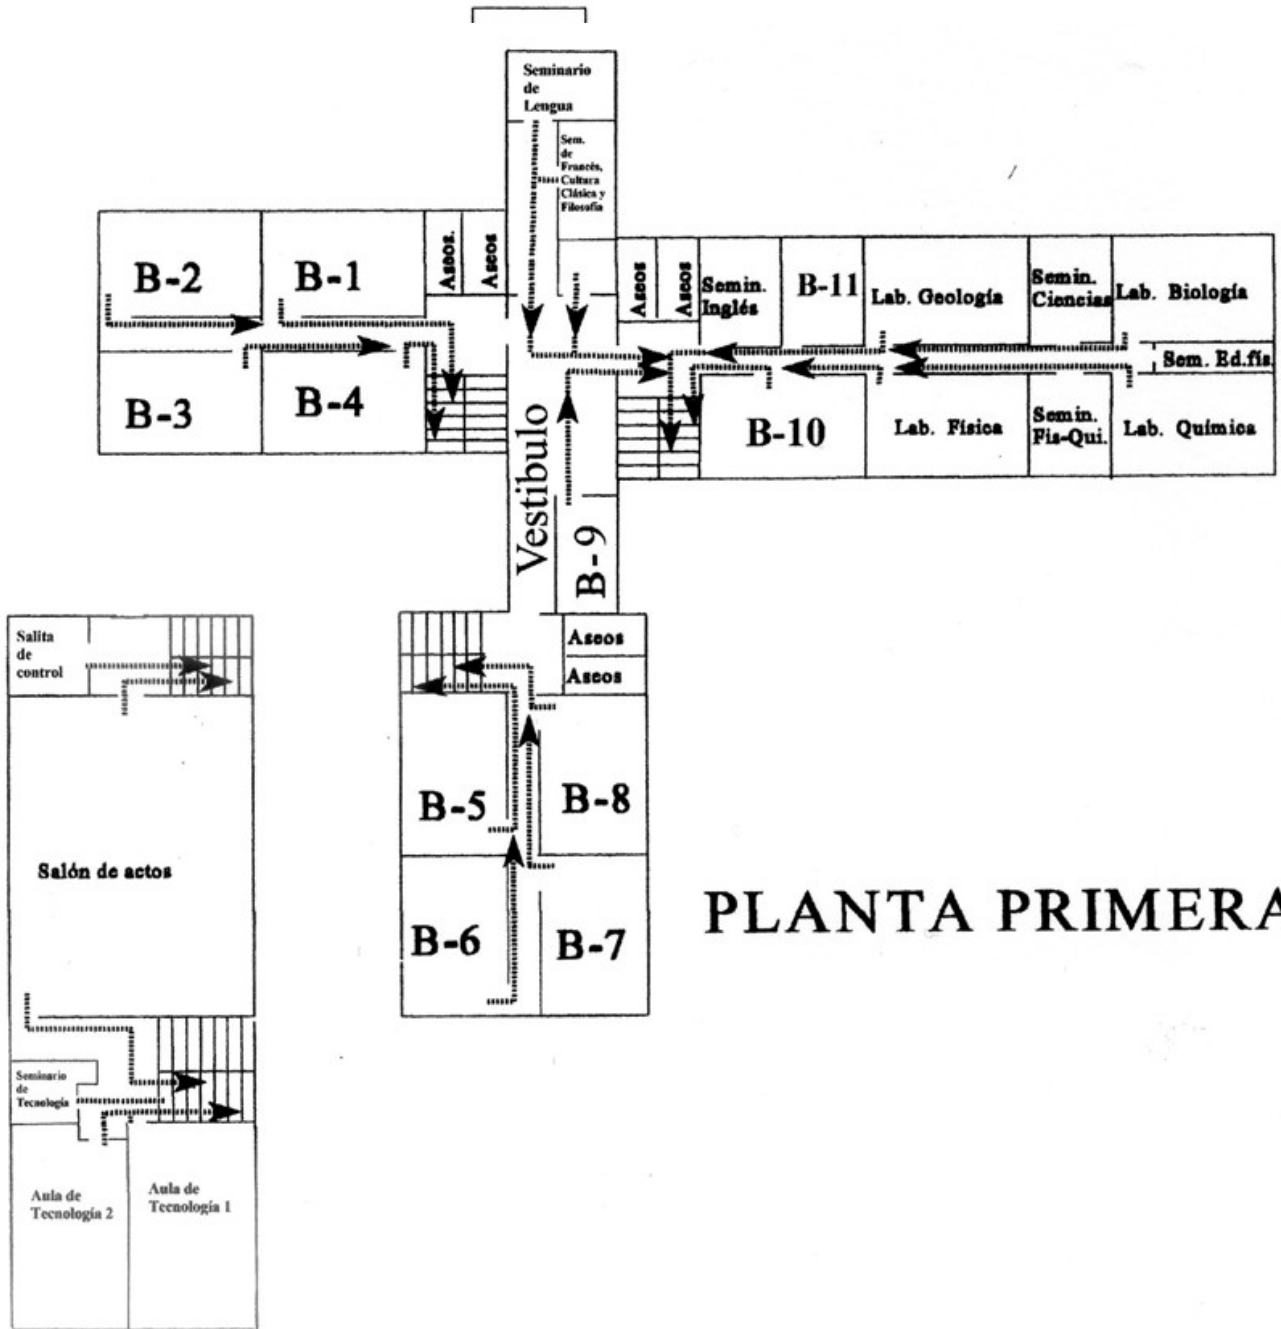 Seminario
de
Lengua
Sem.
de
Francés,
Cultura
Clásica y
Filosofía
B-2
B-1
Aseos.
Aseos
Aseos
Aseos
Semin.
Inglés
B-11
Lab. Geología
Semin.
Ciencias
Lab. Biología
Sem. Ed.fis.
B-3
B-4
Vestibulo
B-10
Lab. Física
Semin.
Fis-Qui.
Lab. Química
B-9
Salita
de
control
Aseos
Aseos
B-5
B-8
Salón de actos
B-6
B-7
PLANTA PRIMERA
Seminario
de
Tecnología
Aula de
Tecnología 2
Aula de
Tecnología 1